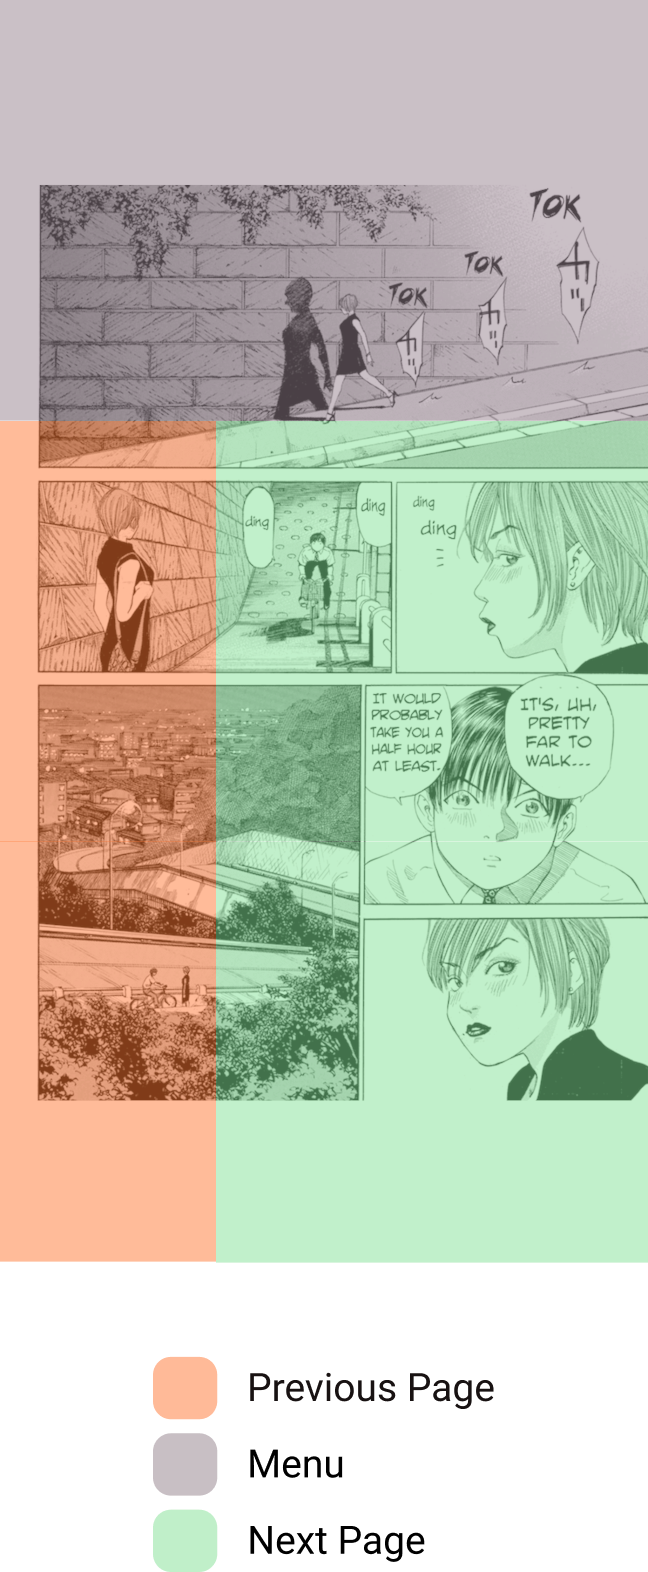 TOK
TOK
TOK
ding
ding
ding
ding
IT WOULD
PROBABLY
TAKE YOU A
HALF HOUR
AT LEAST.
IT'S, UH,
PRETTY
FAR TO
WALK...
Previous Page
Menu
Next Page